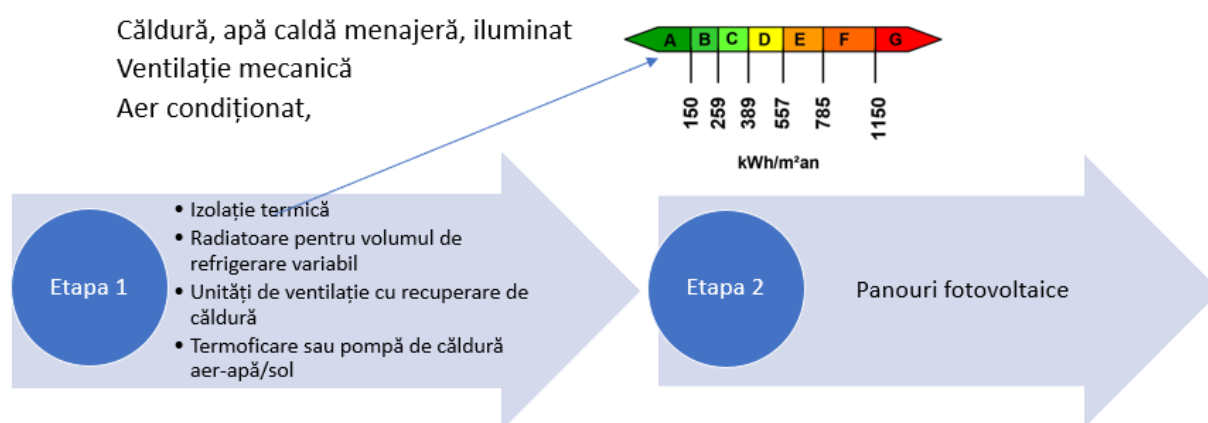 Căldură, apă caldă menajeră, iluminat
Ventilație mecanică
Aer condiționat,
A B C D E F G
150 259 389 557 785 1150
kWh/m²an
Etapa 1
• Izolație termică
• Radiatoare pentru volumul de
refrigerare variabil
• Unități de ventilație cu recuperare de
căldură
• Termoficare sau pompă de căldură
aer-apă/sol
Etapa 2
Panouri fotovoltaice